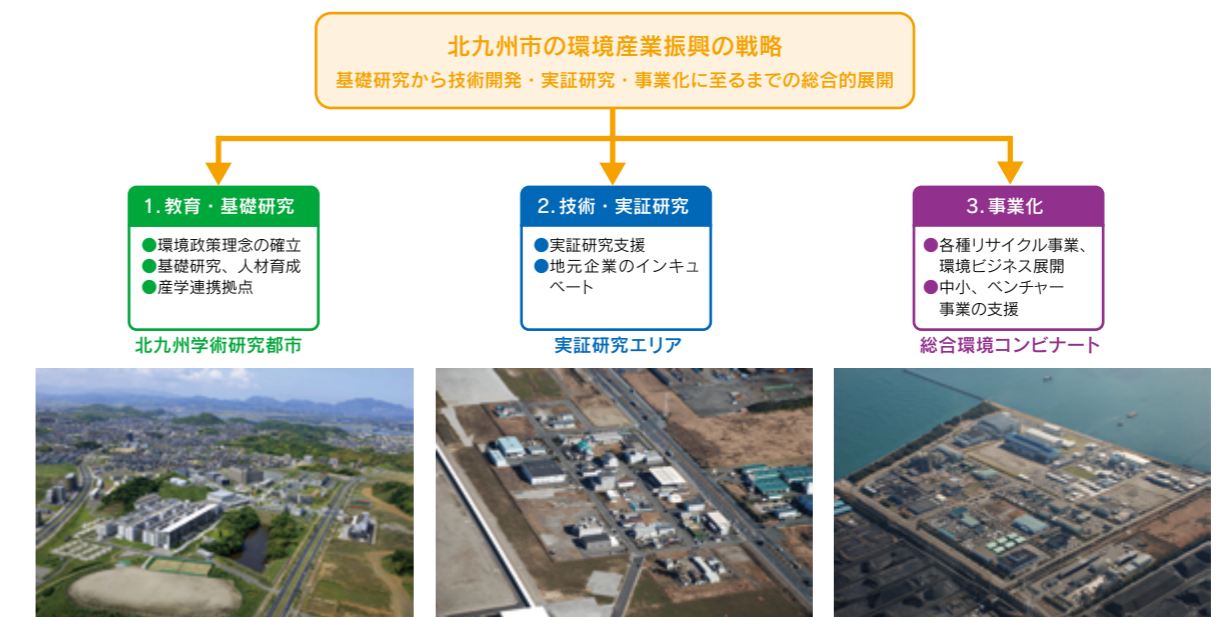 北九州市の環境産業振興の戦略
基礎研究から技術開発・実証研究・事業化に至るまでの総合的展開
1.教育・基礎研究
●環境政策理念の確立
●基礎研究、人材育成
●産学連携拠点
北九州学術研究都市
2.技術・実証研究
●実証研究支援
●地元企業のインキュ
ベート
実証研究エリア
3.事業化
●各種リサイクル事業、
環境ビジネス展開
●中小、ベンチャー
事業の支援
総合環境コンビナート